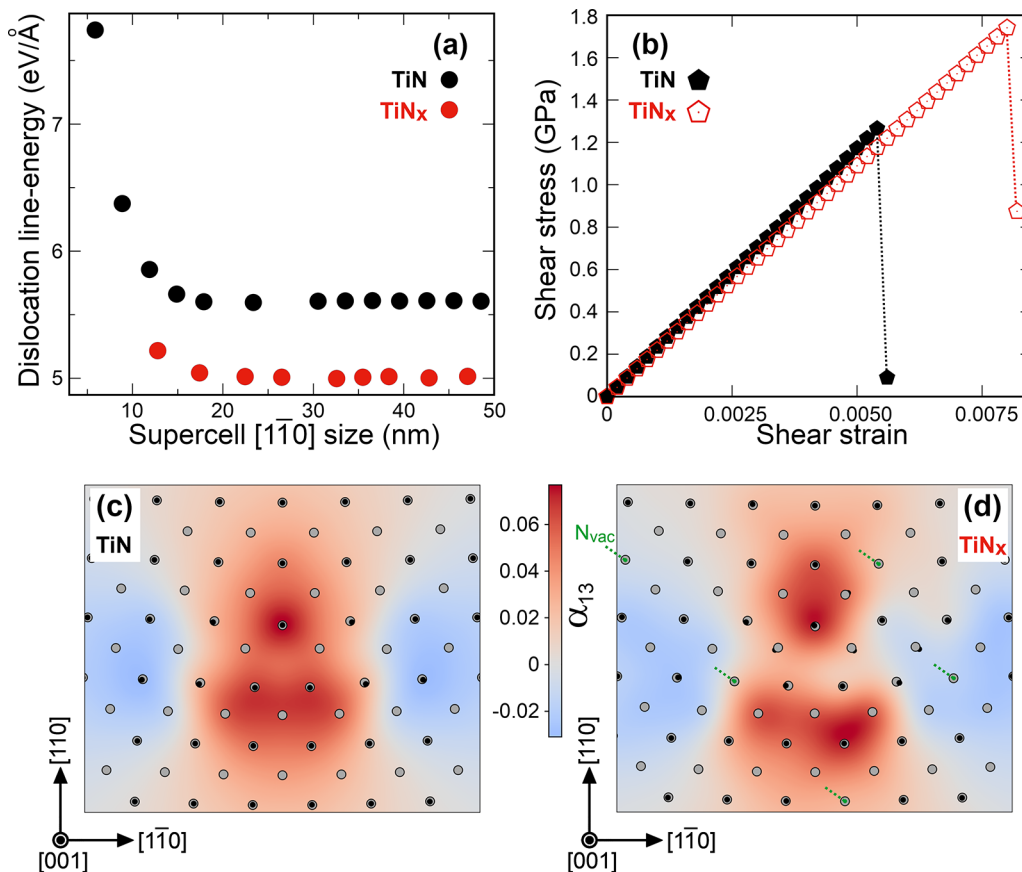 (a)
TiN
TiNx
Dislocation line-energy (eV/Å)
7
6
5
10
20
30
40
50
Supercell [11̅0] size (nm)
(b)
TiN
TiNx
Shear stress (GPa)
1.8
1.6
1.4
1.2
1.0
0.8
0.6
0.4
0.2
0
0.0025
0.005
0.0075
Shear strain
(c)
TiN
[110]
[11̅0]
[001]
0.06
0.04
0.02
0
-0.02
α13
(d)
TiNx
Nvac
[110]
[11̅0]
[001]